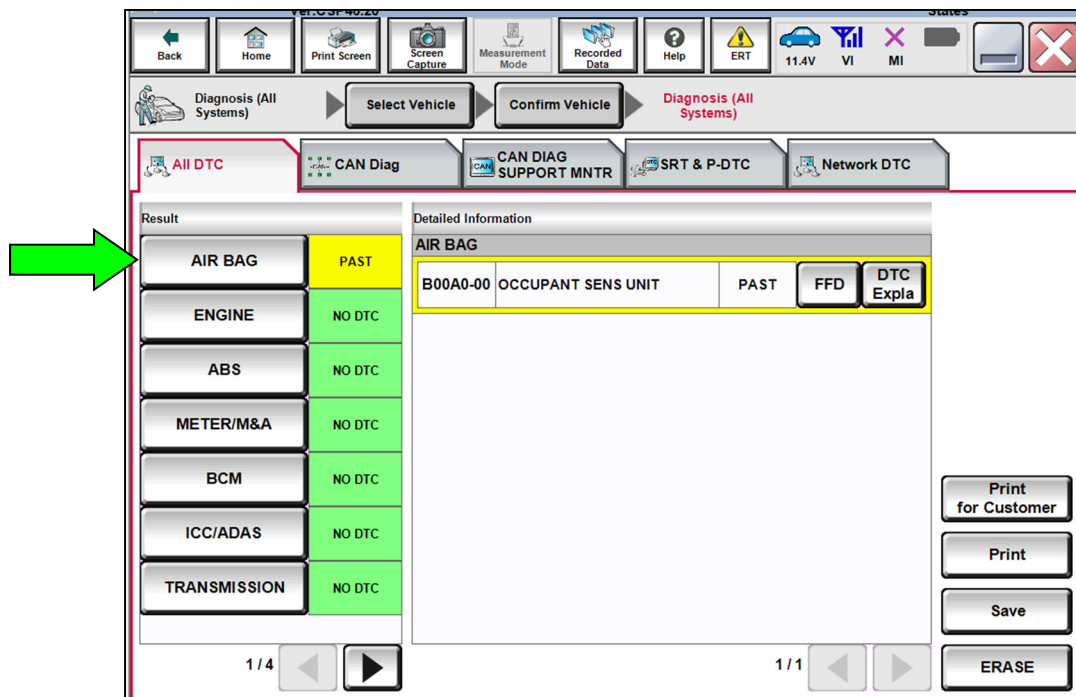 Back
Home
Print Screen
Screen
Capture
Measurement
Mode
Recorded
Data
Help
ERT
11.4V
VI
MI
Diagnosis (All
Systems)
Select Vehicle
Confirm Vehicle
Diagnosis (All
Systems)
All DTC
CAN Diag
CAN DIAG
SUPPORT MNTR
SRT & P-DTC
Network DTC
Result
Detailed Information
AIR BAG
PAST
ENGINE
NO DTC
ABS
NO DTC
METER/M&A
NO DTC
BCM
NO DTC
ICC/ADAS
NO DTC
TRANSMISSION
NO DTC
1 / 4
AIR BAG
B00A0-00
OCCUPANT SENS UNIT
PAST
FFD
DTC
Expla
1 / 1
Print
for Customer
Print
Save
ERASE